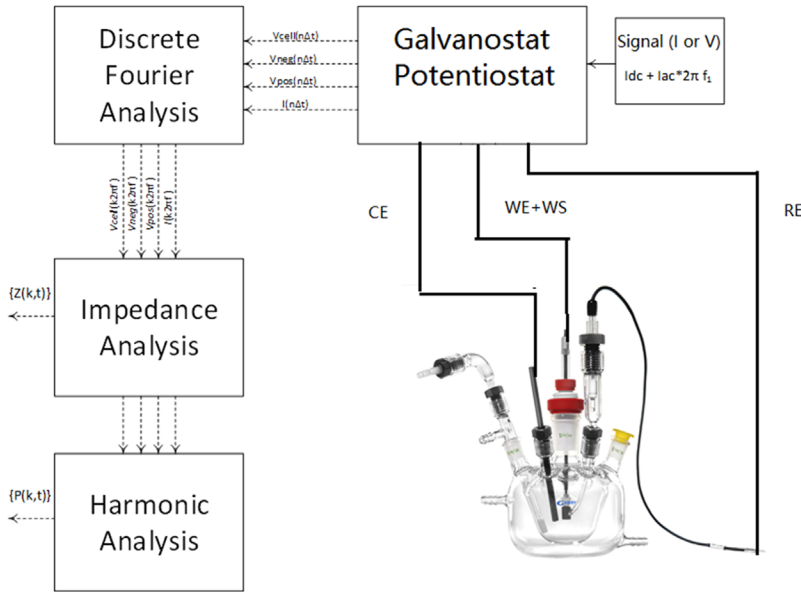 Discrete
Fourier
Analysis
Vcell(nΔt)
Vneg(nΔt)
Vpos(nΔt)
I(nΔt)
Galvanostat
Potentiostat
Signal (I or V)
Idc + Iac*2π f₁
CE
WE+WS
RE
Vcell(k2πf)
Vneg(k2πf)
Vpos(k2πf)
I(k2πf)
{Z(k,t)}
Impedance
Analysis
{P(k,t)}
Harmonic
Analysis